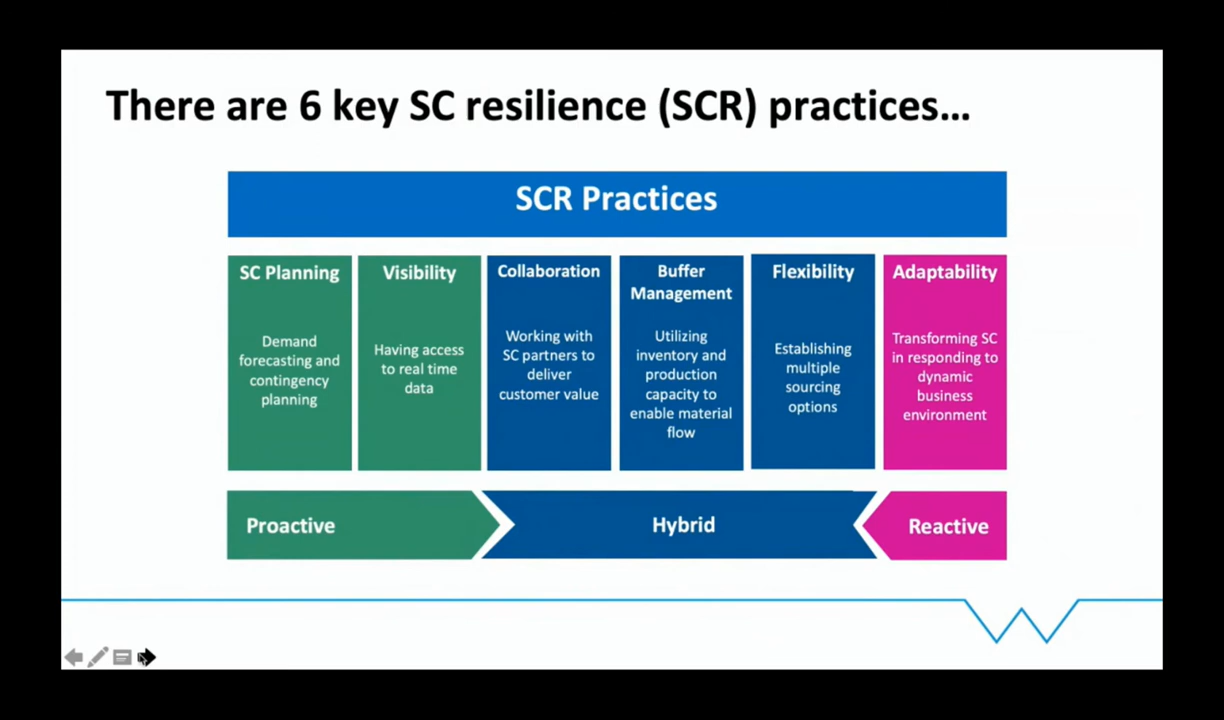 There are 6 key SC resilience (SCR) practices...
SCR Practices
SC Planning
Demand
forecasting and
contingency
planning
Visibility
Having access
to real time
data
Collaboration
Working with
SC partners to
deliver
customer value
Buffer
Management
Utilizing
inventory and
production
capacity to
enable material
flow
Flexibility
Establishing
multiple
sourcing
options
Adaptability
Transforming SC
in responding to
dynamic
business
environment
Proactive
Hybrid
Reactive